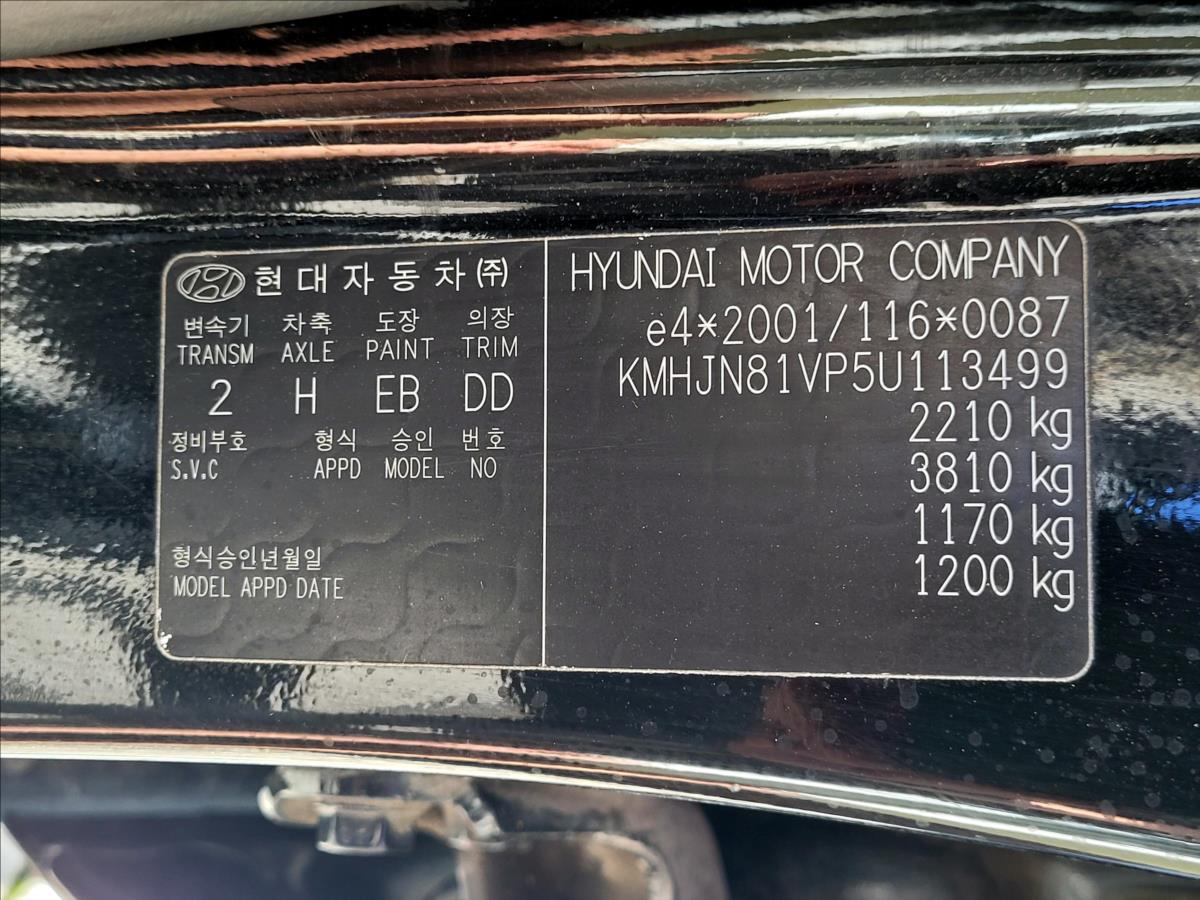 현대자동차(주)
변속기 차축 도장 의장
TRANSM AXLE PAINT TRIM
2 H EB DD
정비부호 형식 승인 번호
S.V.C APPD MODEL NO
형식승인년월일
MODEL APPD DATE
HYUNDAI MOTOR COMPANY
e4*2001/116*0087
KMHJN81VP5U113499
2210 kg
3810 kg
1170 kg
1200 kg